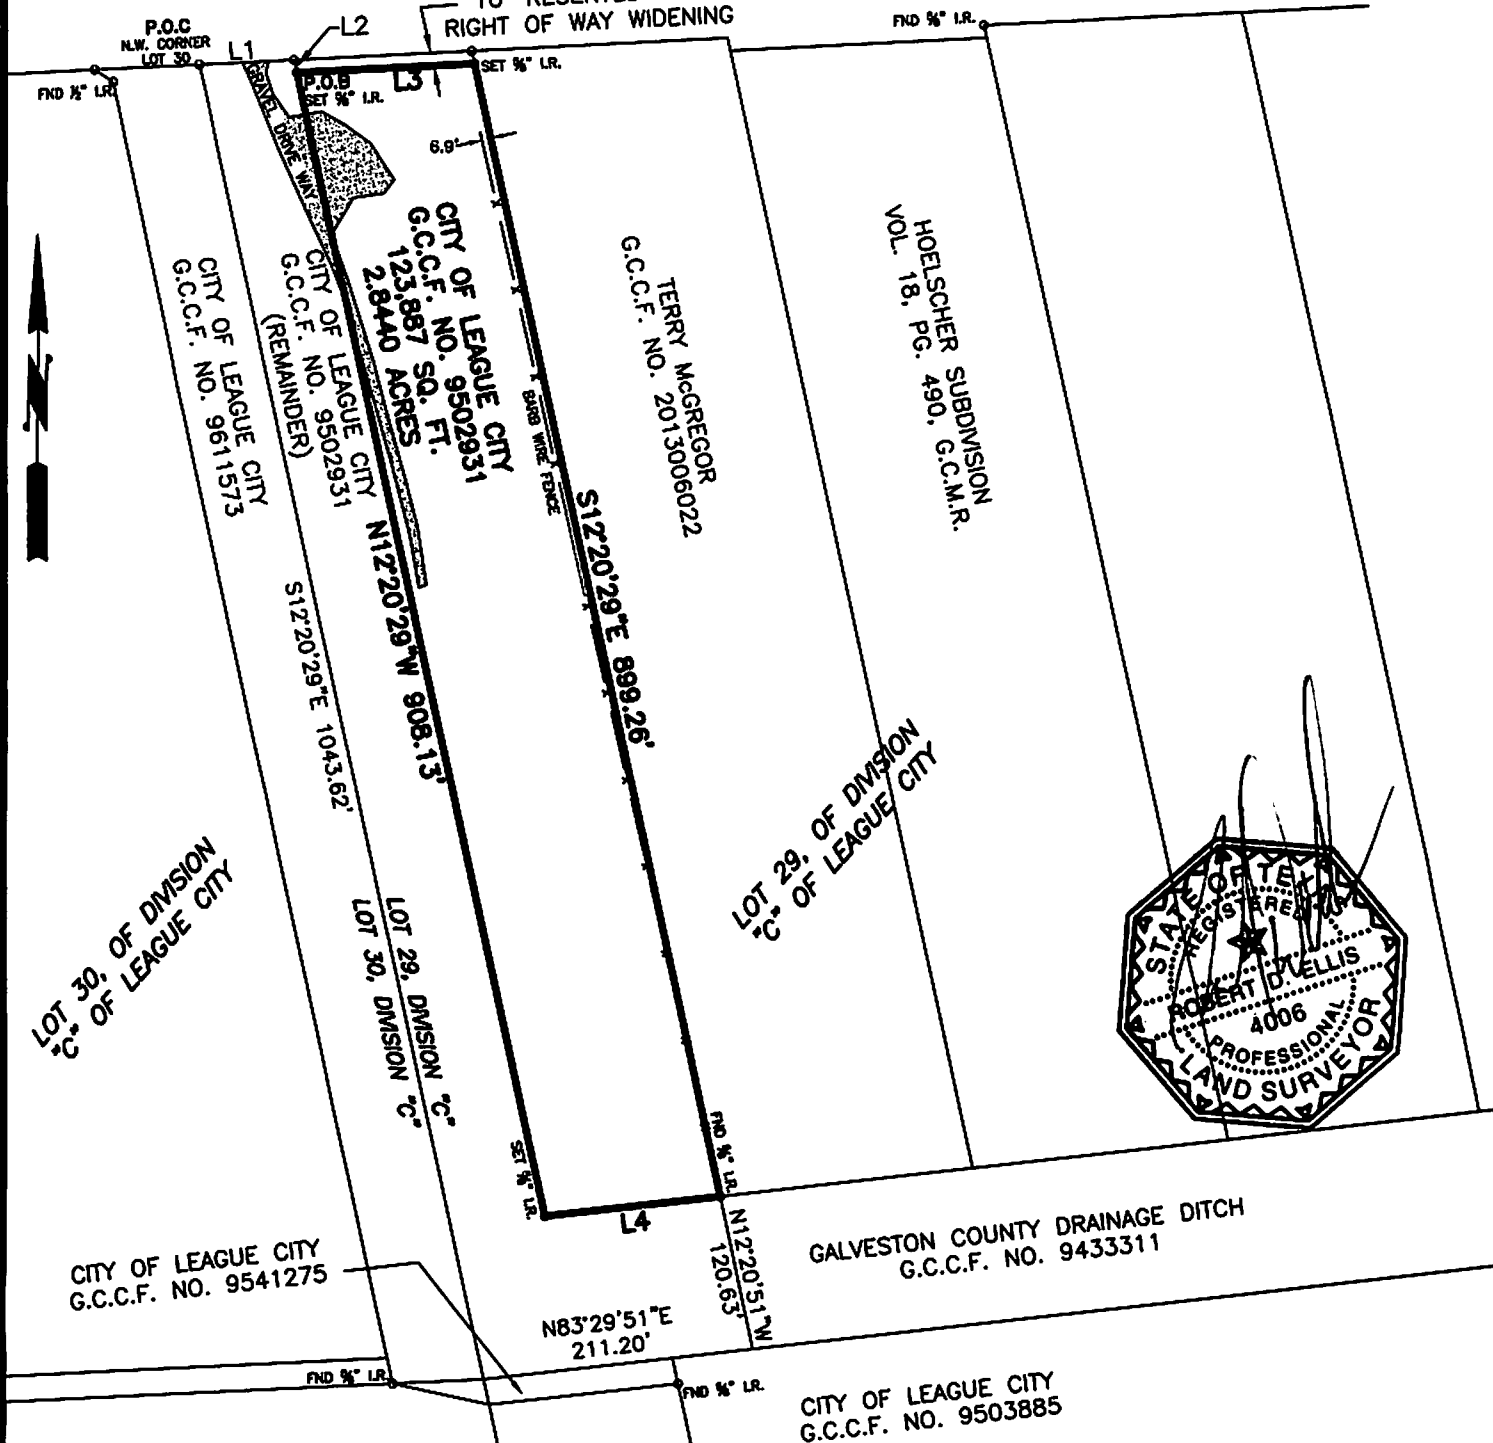 10' RESERVED
RIGHT OF WAY WIDENING
P.O.C
N.W. CORNER
LOT 30
L1
L2
FND ⅝" I.R.
FND ½" I.R.
P.O.B
SET ⅝" I.R.
L3
SET ⅝" I.R.
GRAVEL DRIVE WAY
6.9'
CITY OF LEAGUE CITY
G.C.C.F. NO. 9611573
CITY OF LEAGUE CITY
G.C.C.F. NO. 9502931
(REMAINDER)
CITY OF LEAGUE CITY
G.C.C.F. NO. 9502931
123,887 SQ. FT.
2.8440 ACRES
BARB WIRE FENCE
TERRY McGREGOR
G.C.C.F. NO. 2013006022
HOELSCHER SUBDIVISION
VOL. 18, PG. 490, G.C.M.R.
N
S12°20'29"E 1043.62'
N12°20'29"W 908.13'
S12°20'29"E 899.26'
LOT 30, OF DIVISION
"C" OF LEAGUE CITY
LOT 29, DIVISION "C"
LOT 30, DIVISION "C"
LOT 29, OF DIVISION
"C" OF LEAGUE CITY
STATE OF TEXAS
REGISTERED
ROBERT D. ELLIS
4006
PROFESSIONAL
LAND SURVEYOR
SET ⅝" I.R.
FND ⅝" I.R.
L4
N12°20'51"W
120.63'
GALVESTON COUNTY DRAINAGE DITCH
G.C.C.F. NO. 9433311
CITY OF LEAGUE CITY
G.C.C.F. NO. 9541275
N83°29'51"E
211.20'
FND ⅝" I.R.
FND ⅝" I.R.
CITY OF LEAGUE CITY
G.C.C.F. NO. 9503885